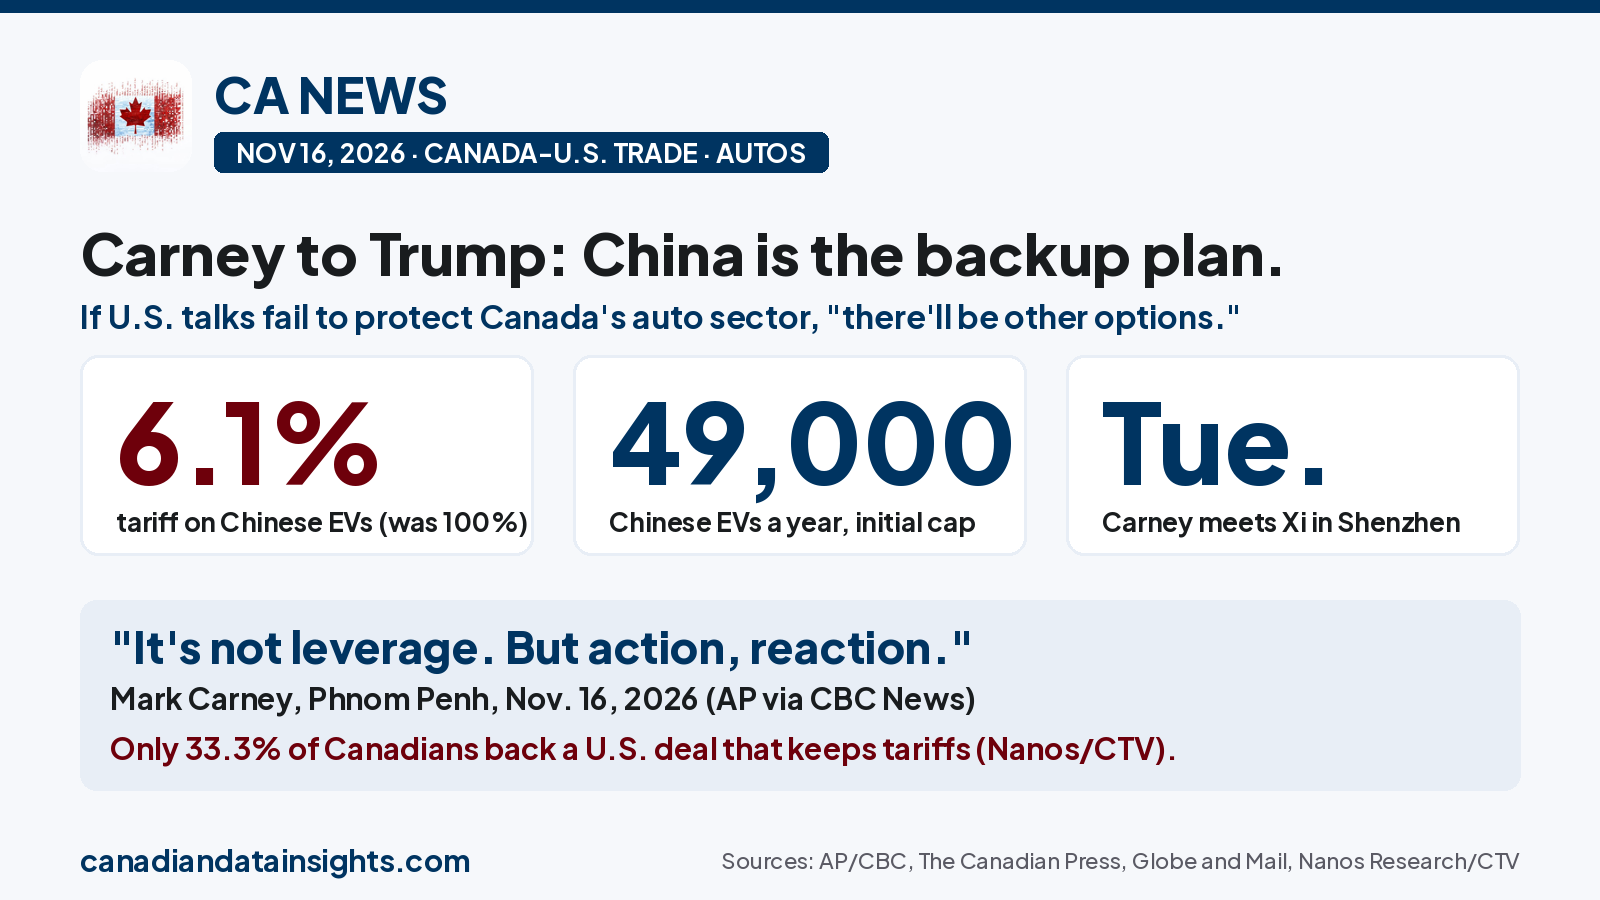 CA NEWS
NOV 16, 2026 · CANADA-U.S. TRADE · AUTOS
Carney to Trump: China is the backup plan.
If U.S. talks fail to protect Canada's auto sector, "there'll be other options."
6.1%
tariff on Chinese EVs (was 100%)
49,000
Chinese EVs a year, initial cap
Tue.
Carney meets Xi in Shenzhen
"It's not leverage. But action, reaction."
Mark Carney, Phnom Penh, Nov. 16, 2026 (AP via CBC News)
Only 33.3% of Canadians back a U.S. deal that keeps tariffs (Nanos/CTV).
canadiandatainsights.com
Sources: AP/CBC, The Canadian Press, Globe and Mail, Nanos Research/CTV